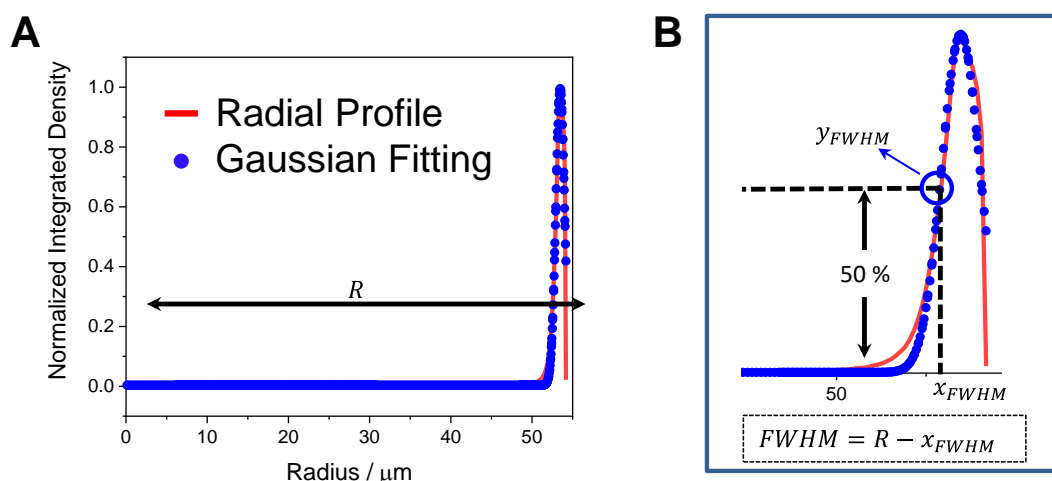 A
Normalized Integrated Density
1.0
0.8
0.6
0.4
0.2
0.0
Radial Profile
Gaussian Fitting
R
0 10 20 30 40 50
Radius / μm
B
y_FWHM
50 %
50
x_FWHM
FWHM = R − x_FWHM